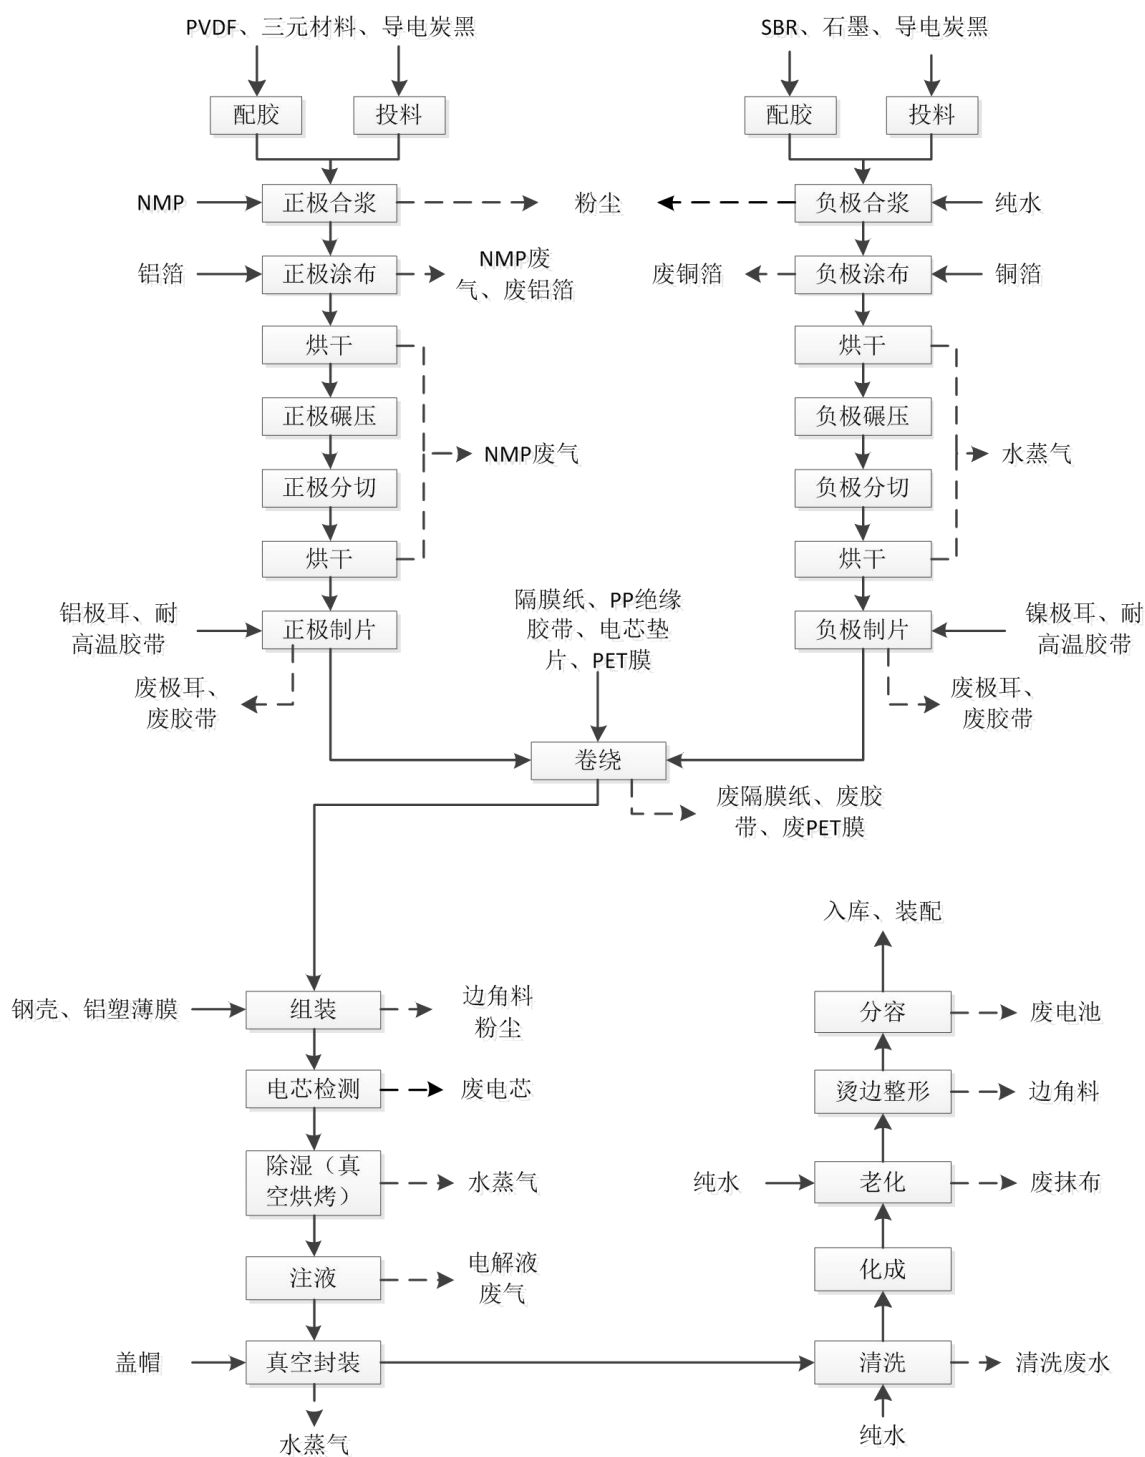 PVDF、三元材料、导电炭黑
SBR、石墨、导电炭黑
配胶
投料
配胶
投料
NMP
正极合浆
粉尘
负极合浆
纯水
铝箔
正极涂布
NMP废
气、废铝箔
废铜箔
负极涂布
铜箔
烘干
烘干
正极碾压
负极碾压
NMP废气
水蒸气
正极分切
负极分切
烘干
烘干
铝极耳、耐
高温胶带
正极制片
隔膜纸、PP绝缘
胶带、电芯垫
片、PET膜
负极制片
镍极耳、耐
高温胶带
废极耳、
废胶带
废极耳、
废胶带
卷绕
废隔膜纸、废胶
带、废PET膜
入库、装配
钢壳、铝塑薄膜
组装
边角料
粉尘
分容
废电池
电芯检测
废电芯
烫边整形
边角料
除湿（真
空烘烤）
水蒸气
纯水
老化
废抹布
注液
电解液
废气
化成
盖帽
真空封装
清洗
清洗废水
水蒸气
纯水